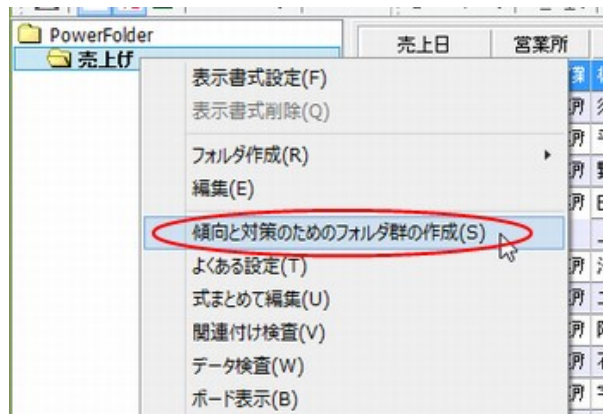 PowerFolder
売上げ
売上日 営業所
表示書式設定(F)
表示書式削除(Q)
フォルダ作成(R)
編集(E)
傾向と対策のためのフォルダ群の作成(S)
よくある設定(T)
式まとめて編集(U)
関連付け検査(V)
データ検査(W)
ボード表示(B)